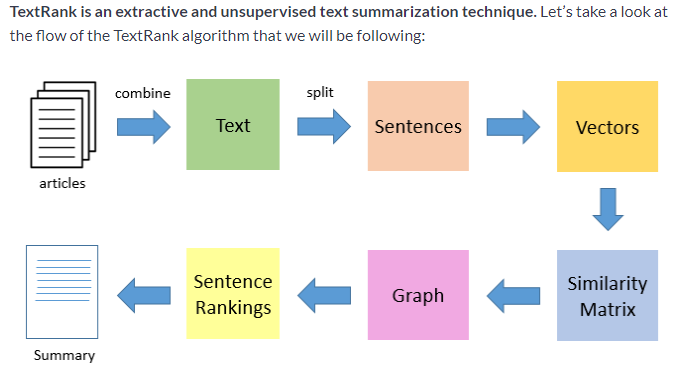 TextRank is an extractive and unsupervised text summarization technique. Let’s take a look at
the flow of the TextRank algorithm that we will be following:
combine
split
Text
Sentences
Vectors
articles
Sentence
Rankings
Graph
Similarity
Matrix
Summary